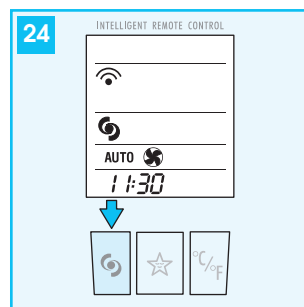 24
INTELLIGENT REMOTE CONTROL
AUTO
11:30
°C/°F